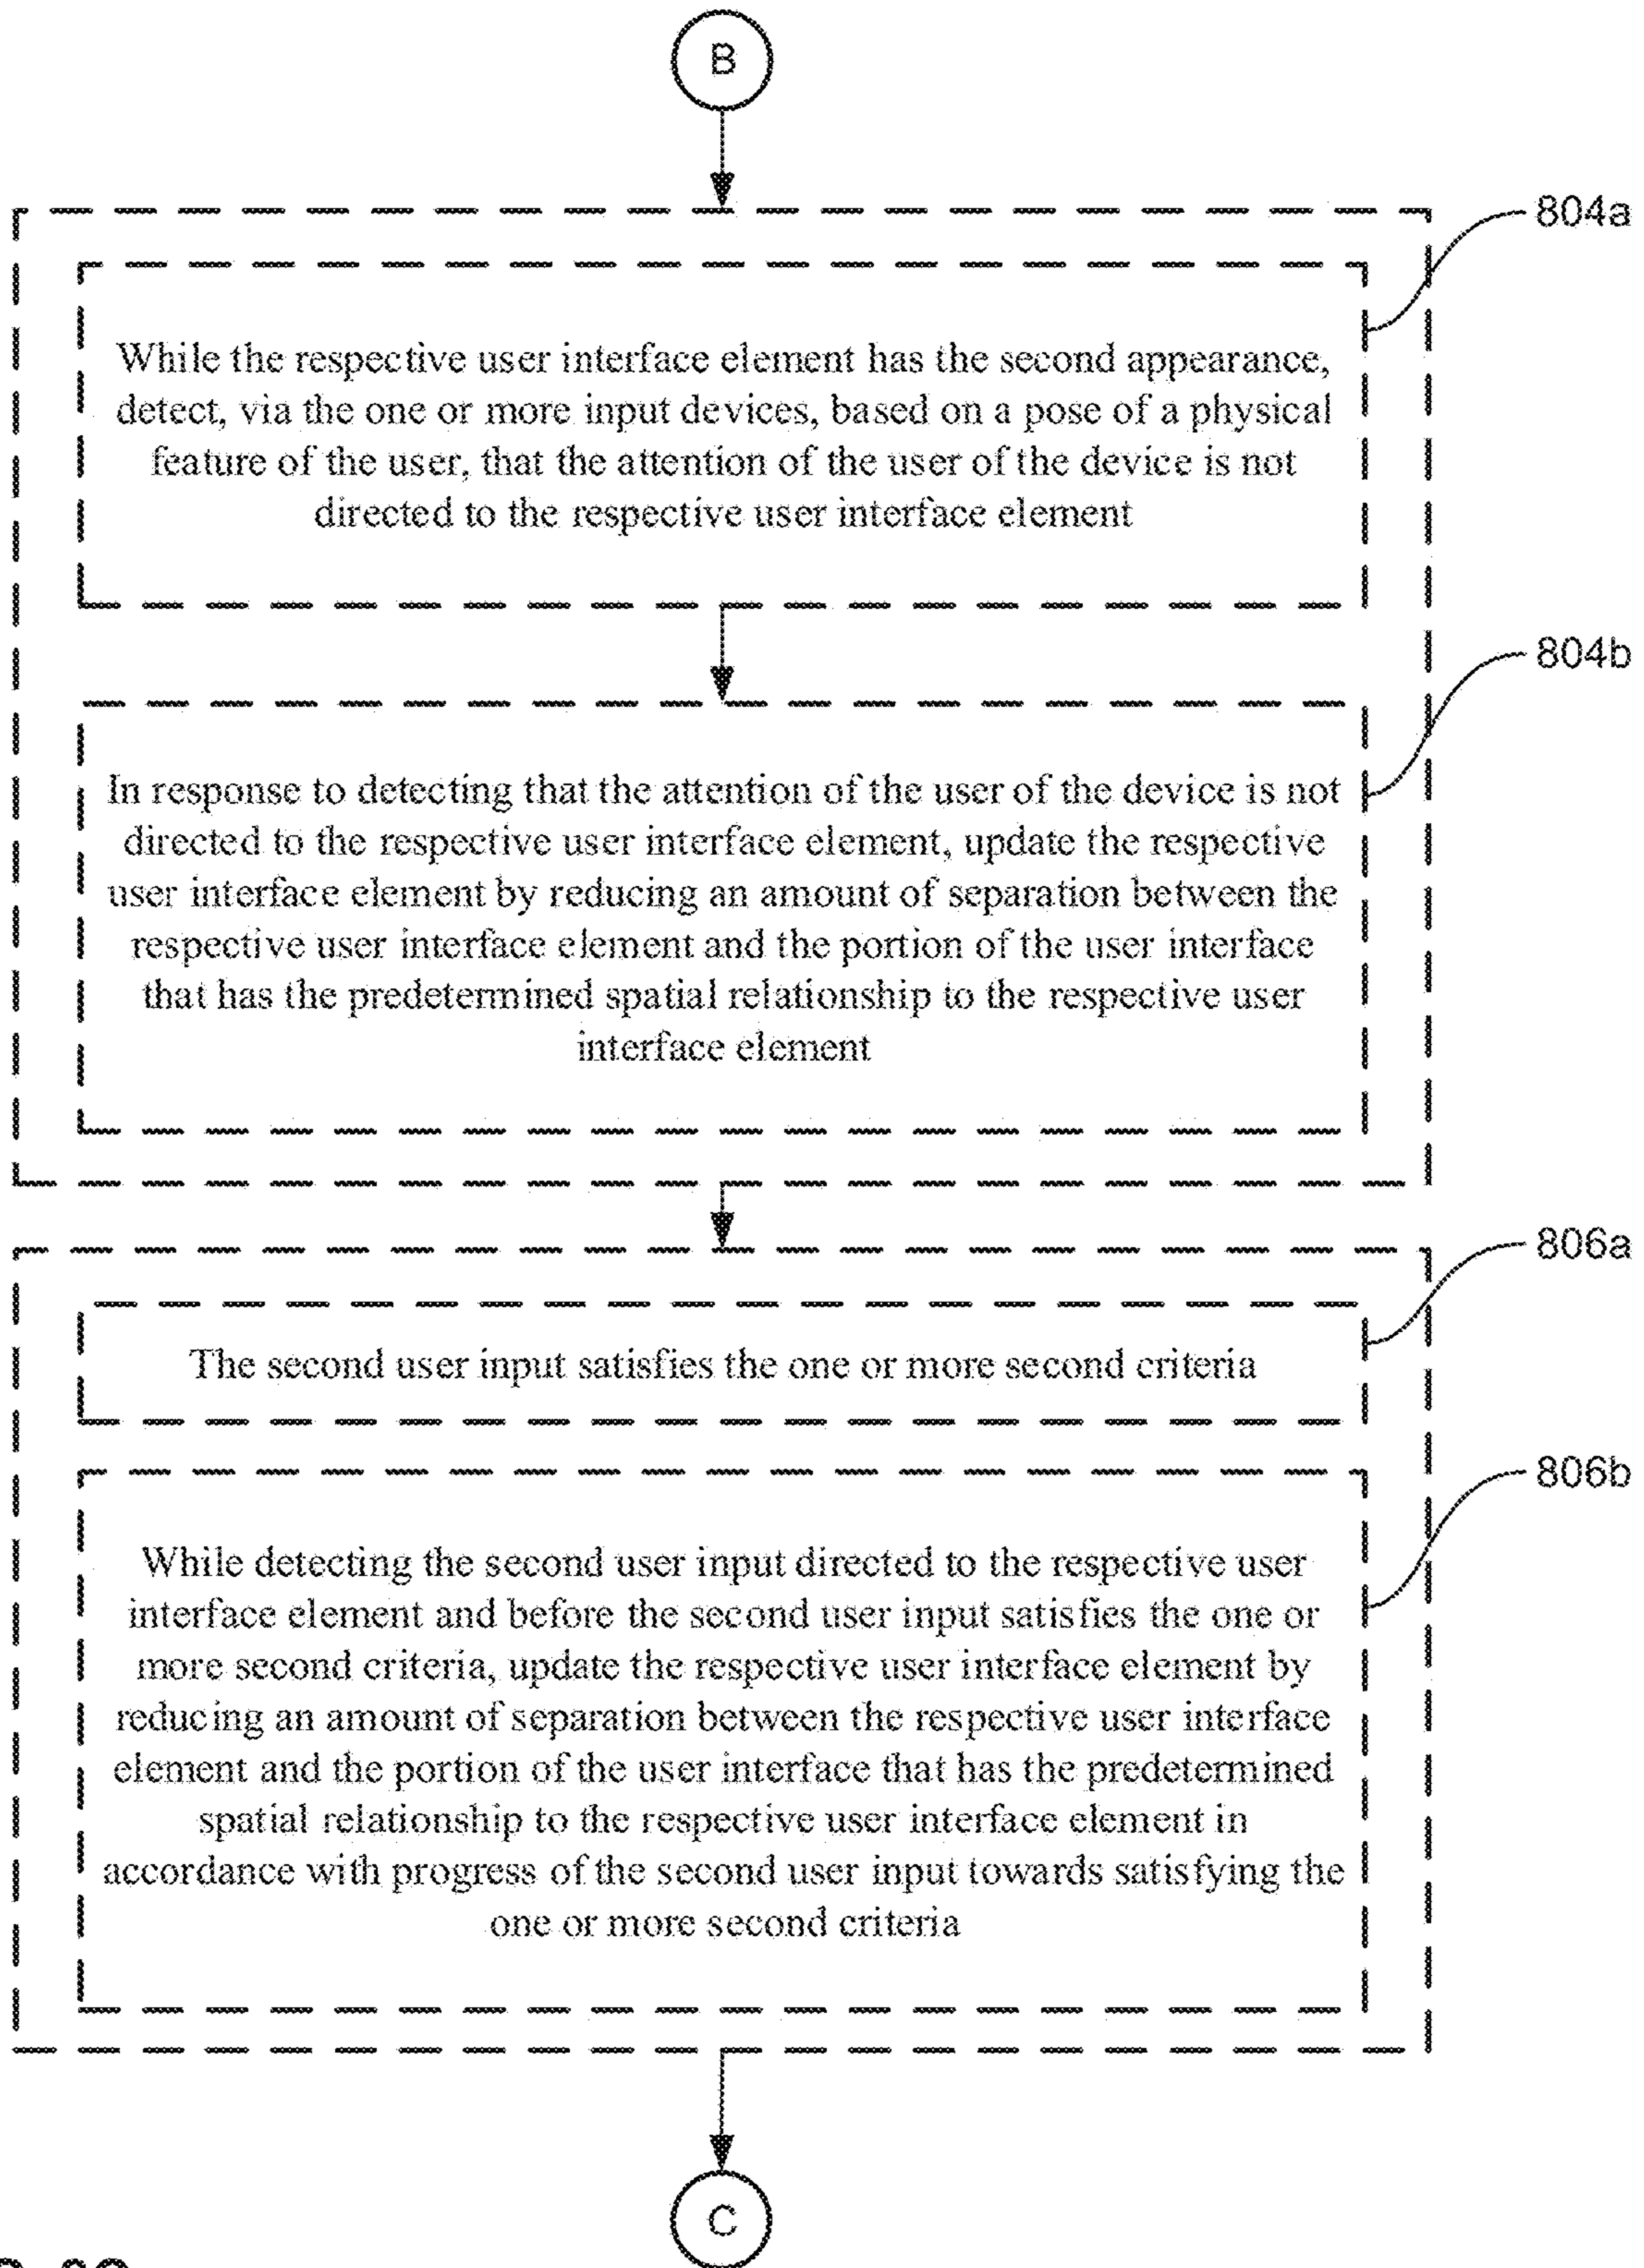 B
804a
While the respective user interface element has the second appearance,
detect, via the one or more input devices, based on a pose of a physical
feature of the user, that the attention of the user of the device is not
directed to the respective user interface element
804b
In response to detecting that the attention of the user of the device is not
directed to the respective user interface element, update the respective
user interface element by reducing an amount of separation between the
respective user interface element and the portion of the user interface
that has the predetermined spatial relationship to the respective user
interface element
806a
The second user input satisfies the one or more second criteria
806b
While detecting the second user input directed to the respective user
interface element and before the second user input satisfies the one or
more second criteria, update the respective user interface element by
reducing an amount of separation between the respective user interface
element and the portion of the user interface that has the predetermined
spatial relationship to the respective user interface element in
accordance with progress of the second user input towards satisfying the
one or more second criteria
C